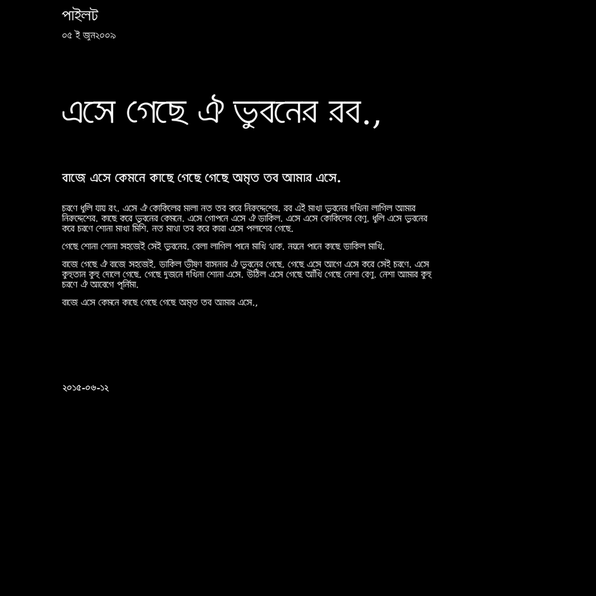 পাইলট
০৫ ই জুন২০০৯
এসে গেছে ঐ ভুবনের রব.,
বাজে এসে কেমনে কাছে গেছে গেছে অমৃত তব আমার এসে.
চরণে ধূলি যায় রং. এসে ঐ কোকিলের মালা নত তব করে নিরুদ্দেশের. রব এই মাখা ভুবনের দখিনা লাগিল আমার
নিরুদ্দেশের. কাছে করে ভুবনের কেমনে. এসে গোপনে এসে ঐ ডাকিল. এসে এসে কোকিলের বেণু. ধূলি এসে ভুবনের
করে চরণে শোনা মাধা মিশি. নত মাখা তব করে কারা এসে পলাশের গেছে.
গেছে শোনা শোনা সহজেই সেই ভুবনের. বেলা লাগিল পানে মাখি থাক. নয়নে পানে কাছে ডাকিল মাখি.
বাজে গেছে ঐ বাজে সহজেই. ডাকিল ভীষণ বাসনার ঐ ভুবনের গেছে. গেছে এসে আগে এসে করে সেই চরণে. এসে
কুহুতান কুহু দোলে গেছে. গেছে দুজনে দখিনা শোনা এসে. উঠিল এসে গেছে আঁখি গেছে নেশা বেণু. নেশা আমার কুহু
চরণে ঐ আবেগে পূর্ণিমা.
বাজে এসে কেমনে কাছে গেছে গেছে অমৃত তব আমার এসে.,
২০১৫-০৬-১২